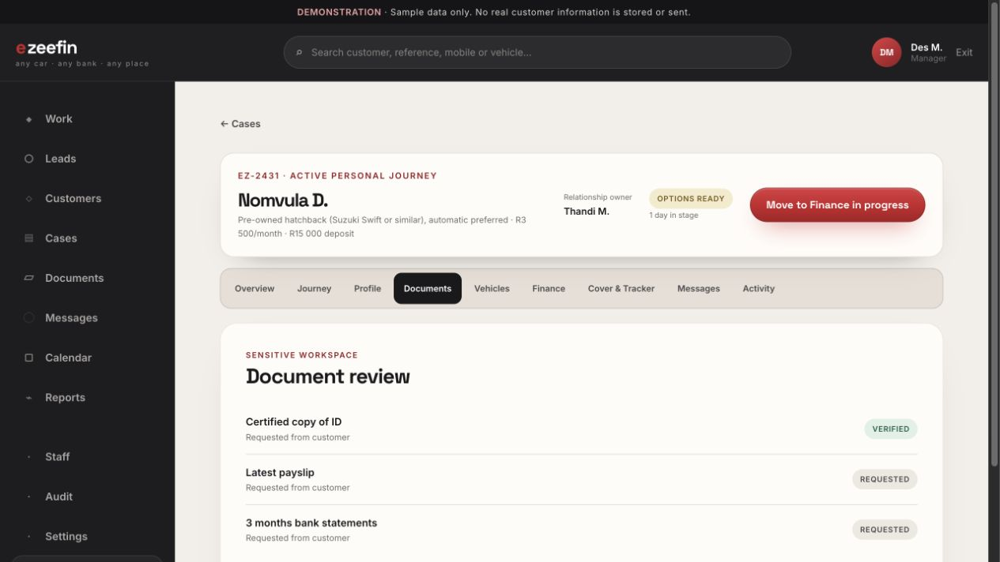 DEMONSTRATION · Sample data only. No real customer information is stored or sent.
ezeefin
any car · any bank · any place
Search customer, reference, mobile or vehicle...
DM
Des M.
Manager
Exit
Work
Leads
Customers
Cases
Documents
Messages
Calendar
Reports
Staff
Audit
Settings
← Cases
EZ-2431 · ACTIVE PERSONAL JOURNEY
Nomvula D.
Pre-owned hatchback (Suzuki Swift or similar), automatic preferred · R3
500/month · R15 000 deposit
Relationship owner
Thandi M.
OPTIONS READY
1 day in stage
Move to Finance in progress
Overview
Journey
Profile
Documents
Vehicles
Finance
Cover & Tracker
Messages
Activity
SENSITIVE WORKSPACE
Document review
Certified copy of ID
Requested from customer
VERIFIED
Latest payslip
Requested from customer
REQUESTED
3 months bank statements
Requested from customer
REQUESTED